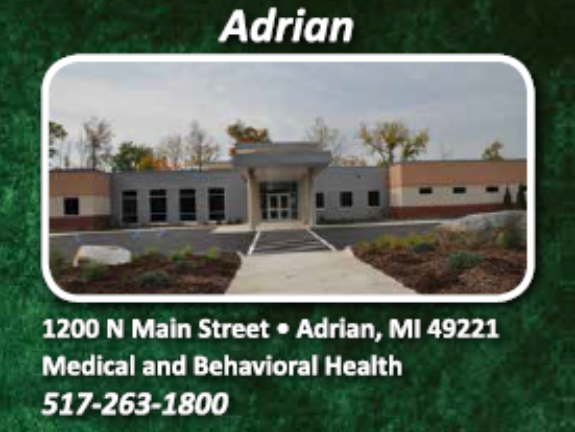 Adrian
1200 N Main Street • Adrian, MI 49221
Medical and Behavioral Health
517-263-1800